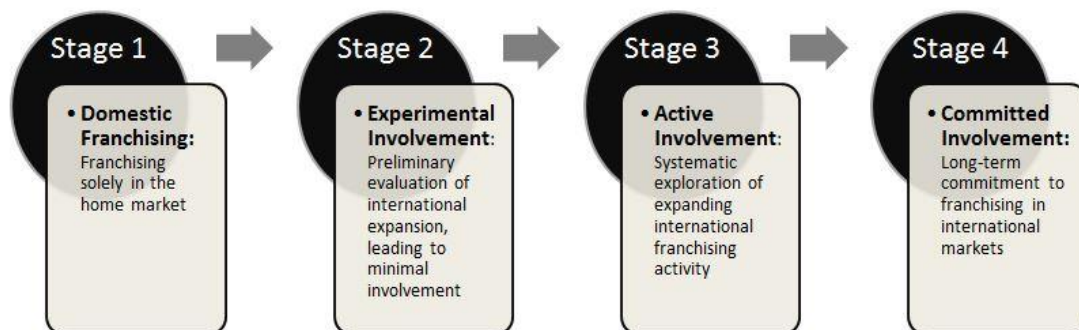 Stage 1
• Domestic
Franchising:
Franchising
solely in the
home market
Stage 2
• Experimental
Involvement:
Preliminary
evaluation of
international
expansion,
leading to
minimal
involvement
Stage 3
• Active
Involvement:
Systematic
exploration of
expanding
international
franchising
activity
Stage 4
• Committed
Involvement:
Long-term
commitment to
franchising in
international
markets